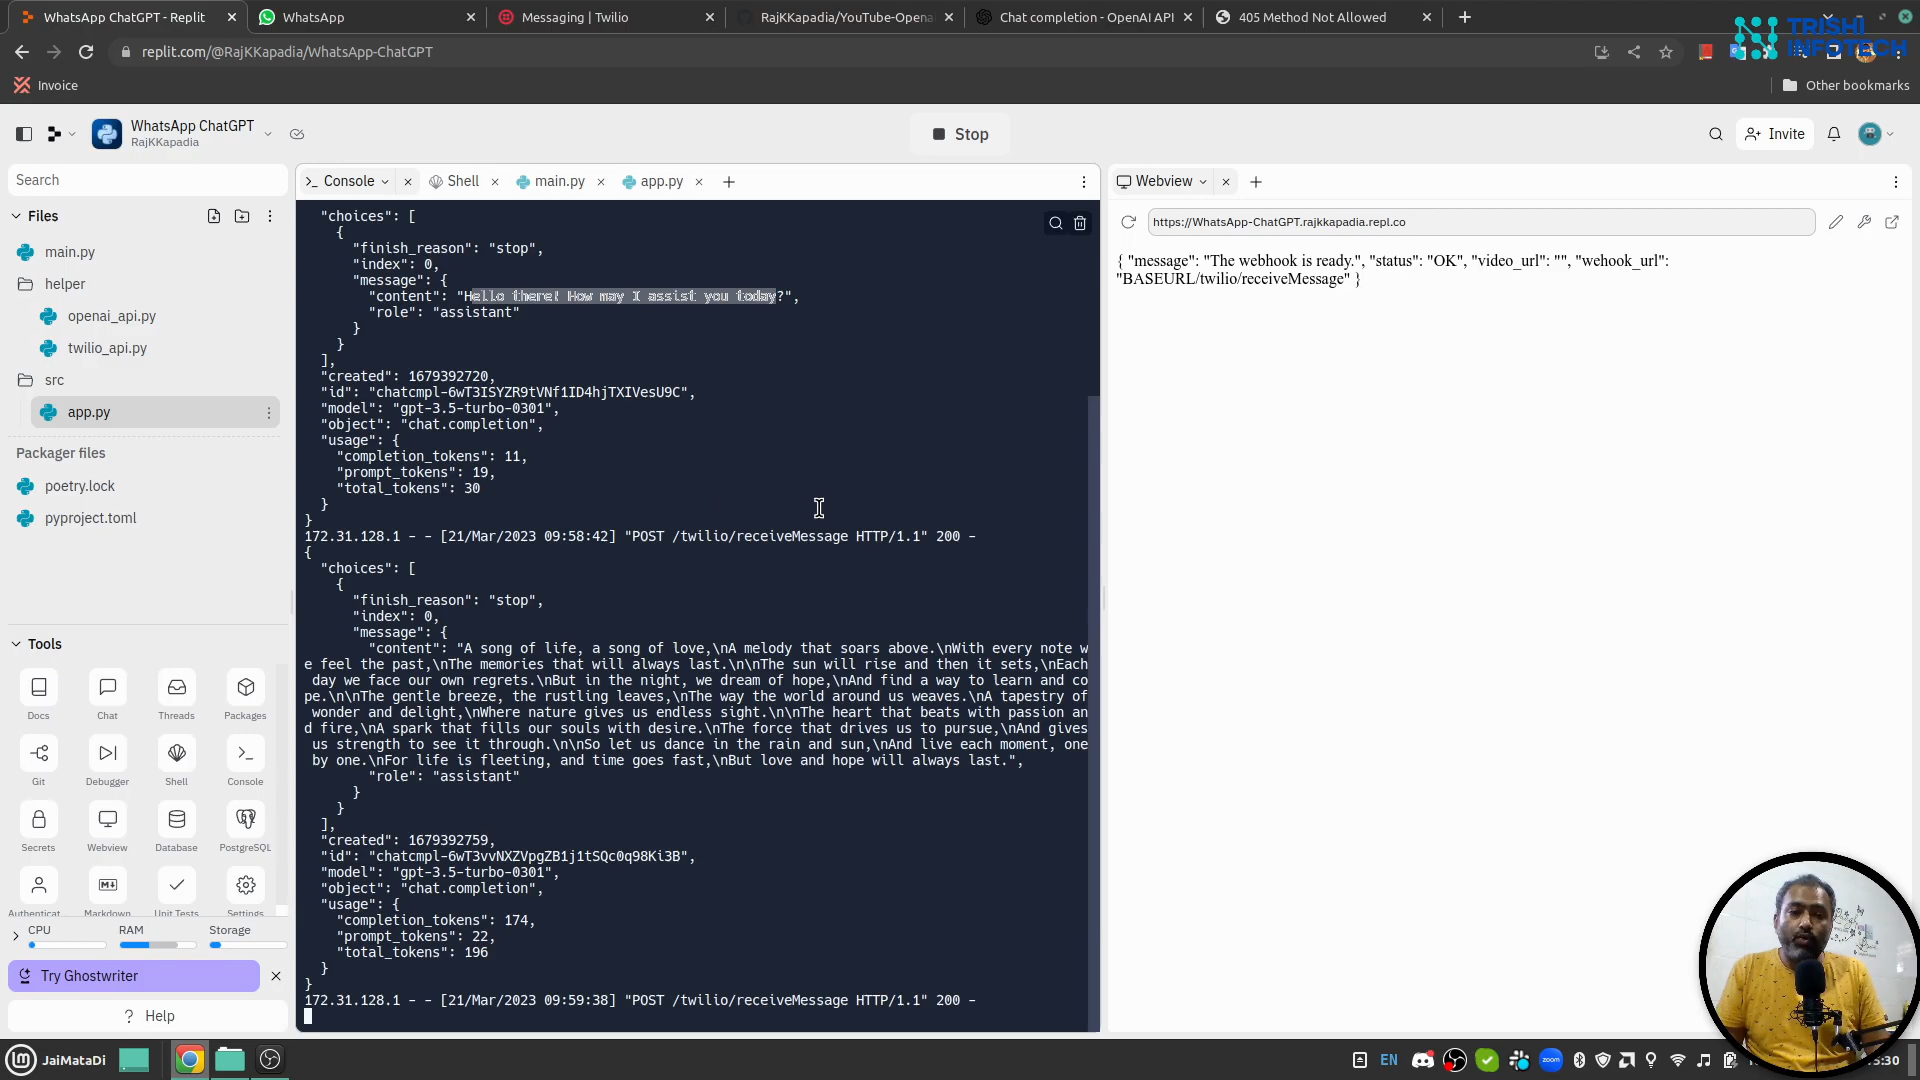 WhatsApp ChatGPT - Replit
WhatsApp
Messaging | Twilio
RajKKapadia/YouTube-Opena
Chat completion - OpenAI API
405 Method Not Allowed
replit.com/@RajKKapadia/WhatsApp-ChatGPT
TRISHI
INFOTECH
Invoice
Other bookmarks
WhatsApp ChatGPT
RajKKapadia
Stop
Invite
Search
Console
Shell
main.py
app.py
Webview
Files
https://WhatsApp-ChatGPT.rajkkapadia.repl.co
main.py
helper
openai_api.py
twilio_api.py
src
app.py
Packager files
poetry.lock
pyproject.toml
Tools
Docs
Chat
Threads
Packages
Git
Debugger
Shell
Console
Secrets
Webview
Database
PostgreSQL
Authenticat
Markdown
Unit Tests
Settings
CPU
RAM
Storage
Try Ghostwriter
? Help
"choices": [
{
"finish_reason": "stop",
"index": 0,
"message": {
"content": "Hello there! How may I assist you today?",
"role": "assistant"
}
}
],
"created": 1679392720,
"id": "chatcmpl-6wT3ISYZR9tVNf1ID4hjTXIVesU9C",
"model": "gpt-3.5-turbo-0301",
"object": "chat.completion",
"usage": {
"completion_tokens": 11,
"prompt_tokens": 19,
"total_tokens": 30
}
}
172.31.128.1 - - [21/Mar/2023 09:58:42] "POST /twilio/receiveMessage HTTP/1.1" 200 -
{
"choices": [
{
"finish_reason": "stop",
"index": 0,
"message": {
"content": "A song of life, a song of love,\nA melody that soars above.\nWith every note w
e feel the past,\nThe memories that will always last.\n\nThe sun will rise and then it sets,\nEach
day we face our own regrets.\nBut in the night, we dream of hope,\nAnd find a way to learn and co
pe.\n\nThe gentle breeze, the rustling leaves,\nThe way the world around us weaves.\nA tapestry of
wonder and delight,\nWhere nature gives us endless sight.\n\nThe heart that beats with passion an
d fire,\nA spark that fills our souls with desire.\nThe force that drives us to pursue,\nAnd gives
us strength to see it through.\n\nSo let us dance in the rain and sun,\nAnd live each moment, one
by one.\nFor life is fleeting, and time goes fast,\nBut love and hope will always last.",
"role": "assistant"
}
}
],
"created": 1679392759,
"id": "chatcmpl-6wT3vvNXZVpgZB1j1tSQc0q98Ki3B",
"model": "gpt-3.5-turbo-0301",
"object": "chat.completion",
"usage": {
"completion_tokens": 174,
"prompt_tokens": 22,
"total_tokens": 196
}
}
172.31.128.1 - - [21/Mar/2023 09:59:38] "POST /twilio/receiveMessage HTTP/1.1" 200 -
{ "message": "The webhook is ready.", "status": "OK", "video_url": "", "wehook_url":
"BASEURL/twilio/receiveMessage" }
JaiMataDi
EN
zoom
:30